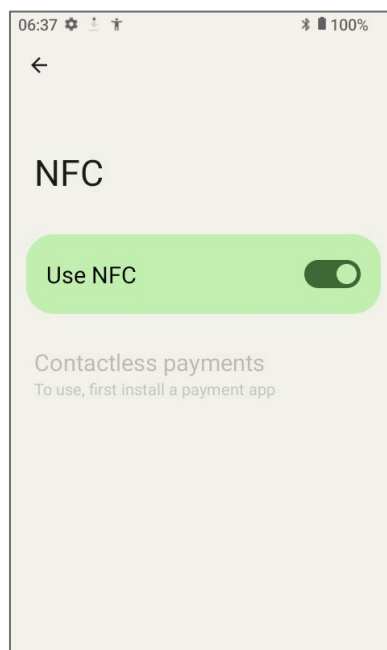 06:37 100%
NFC
Use NFC
Contactless payments
To use, first install a payment app